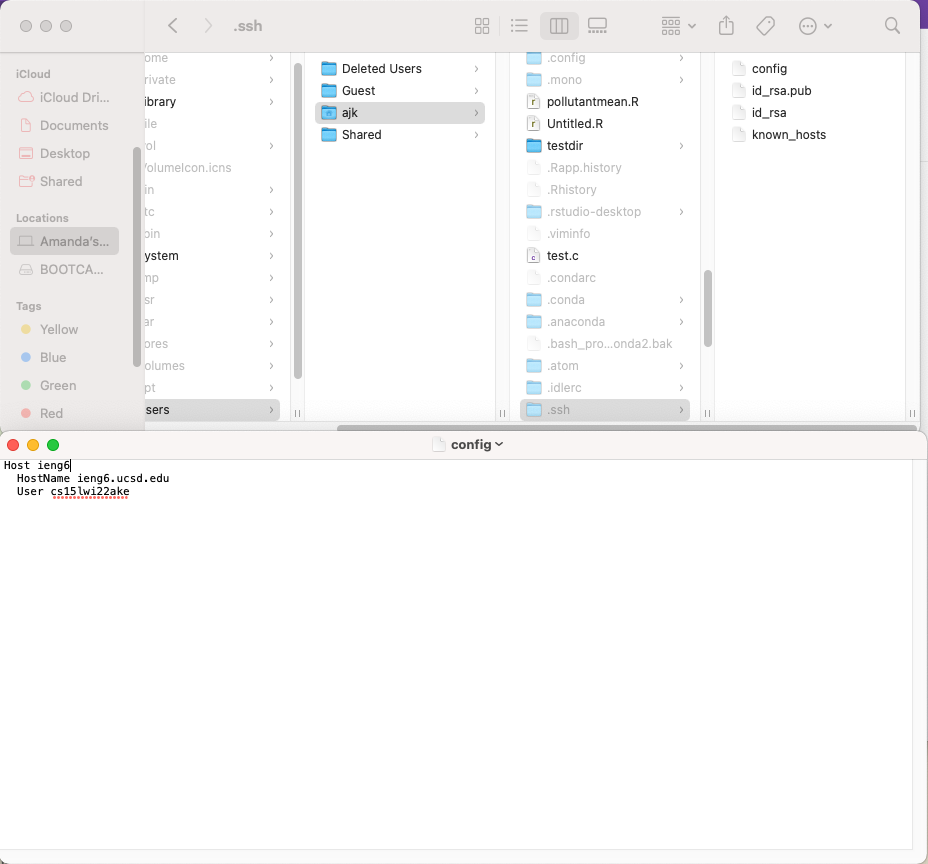 .ssh
iCloud
iCloud Dri...
Documents
Desktop
Shared
Locations
Amanda's...
BOOTCA...
Tags
Yellow
Blue
Green
Red
ome
rivate
ibrary
ile
ol
VolumeIcon.icns
in
tc
bin
ystem
mp
sr
ar
ores
olumes
pt
sers
Deleted Users
Guest
ajk
Shared
.config
.mono
pollutantmean.R
Untitled.R
testdir
.Rapp.history
.Rhistory
.rstudio-desktop
.viminfo
test.c
.condarc
.conda
.anaconda
.bash_pro...onda2.bak
.atom
.idlerc
.ssh
config
id_rsa.pub
id_rsa
known_hosts
config
Host ieng6
HostName ieng6.ucsd.edu
User cs15lwi22ake